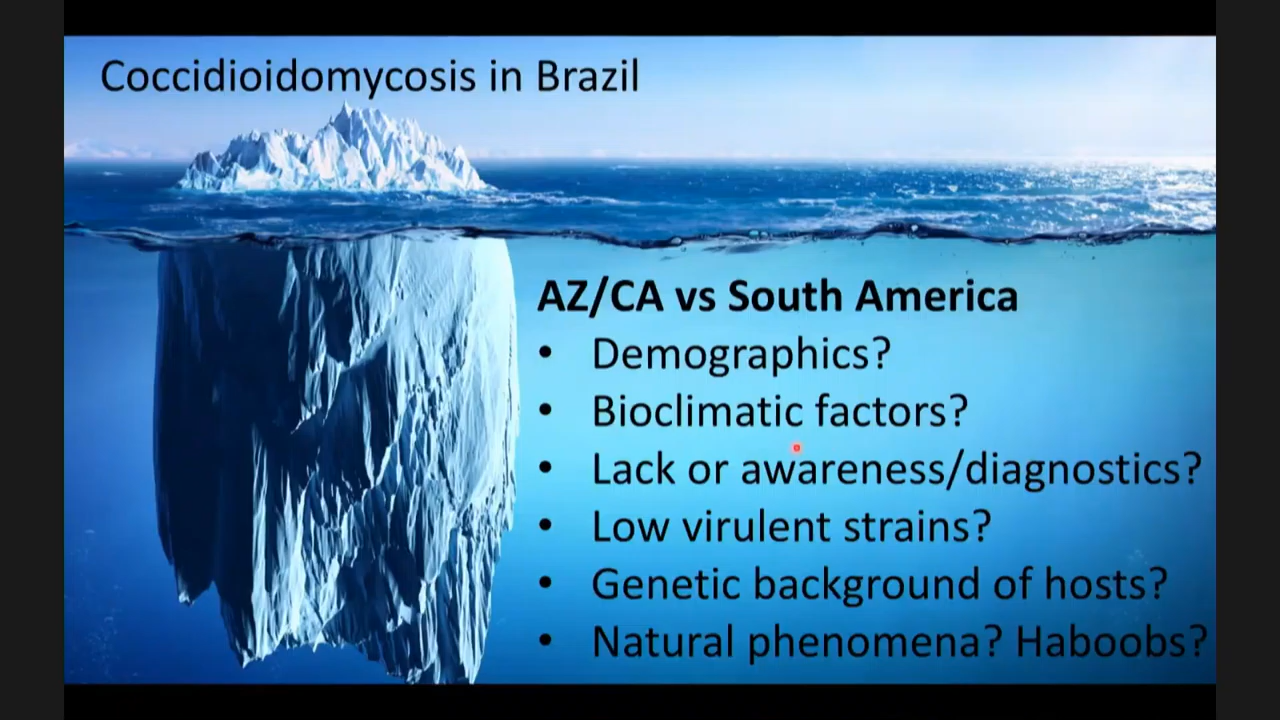 Coccidioidomycosis in Brazil
AZ/CA vs South America
• Demographics?
• Bioclimatic factors?
• Lack or awareness/diagnostics?
• Low virulent strains?
• Genetic background of hosts?
• Natural phenomena? Haboobs?